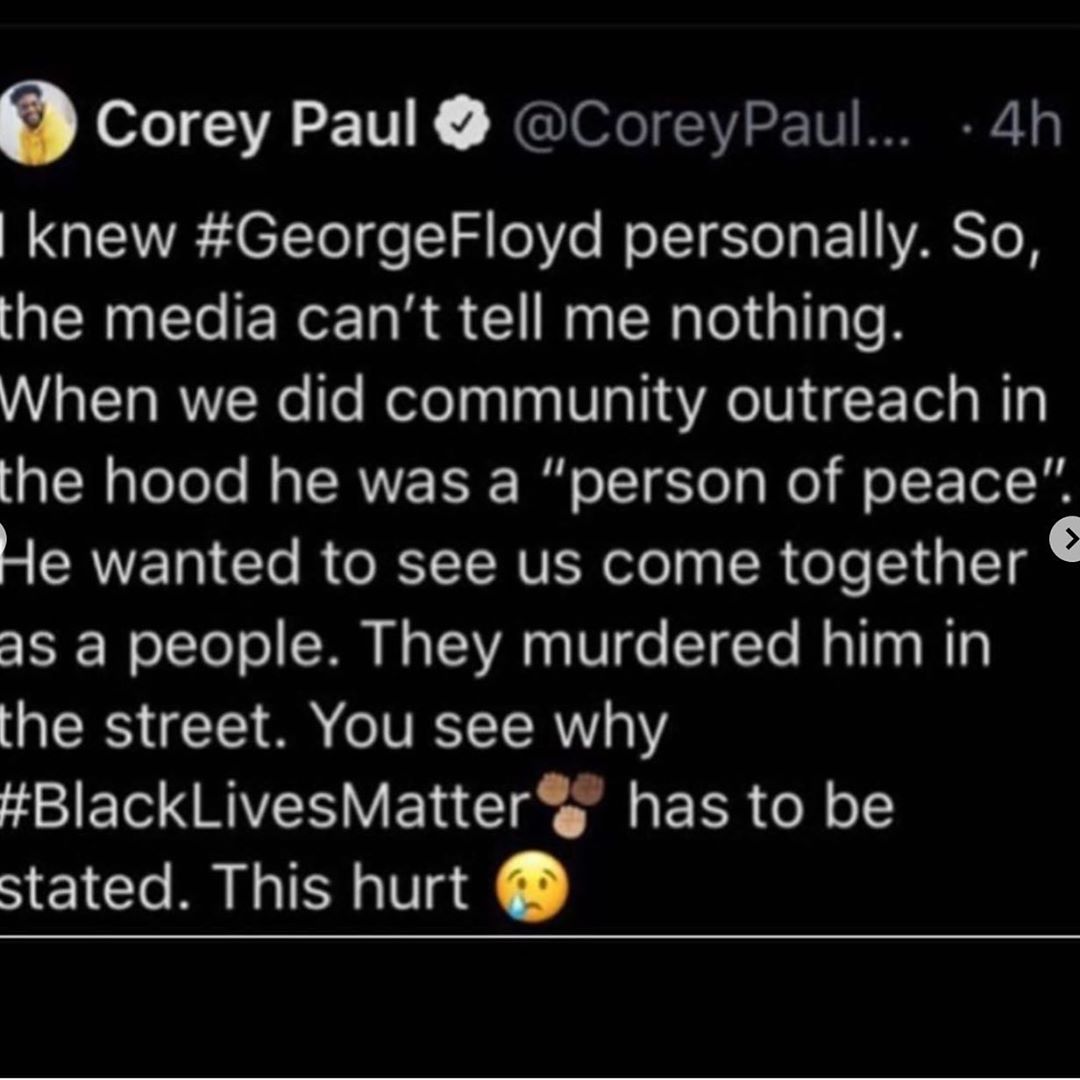 Corey Paul @CoreyPaul... · 4h
I knew #GeorgeFloyd personally. So,
the media can’t tell me nothing.
When we did community outreach in
the hood he was a “person of peace”.
He wanted to see us come together
as a people. They murdered him in
the street. You see why
#BlackLivesMatter✊🏽✊🏾✊🏼 has to be
stated. This hurt 😢